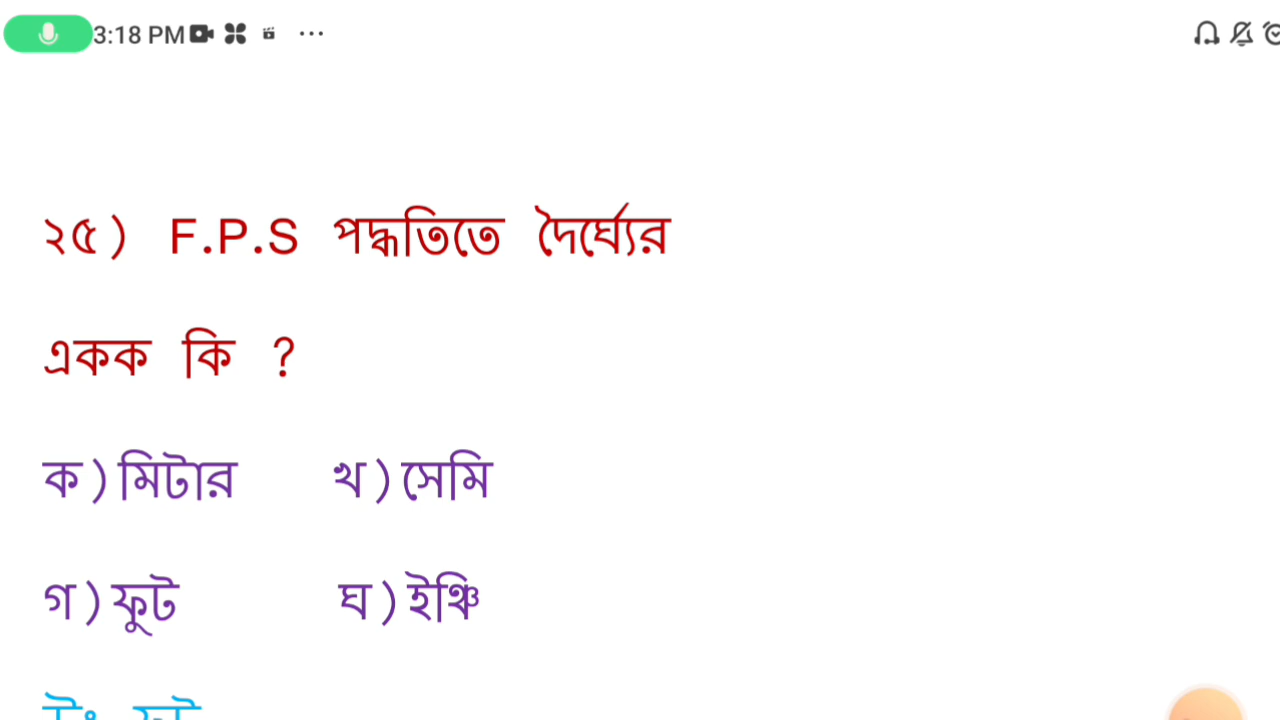 3:18 PM
২৫) F.P.S পদ্ধতিতে দৈর্ঘ্যের
একক কি ?
ক)মিটার খ)সেমি
গ)ফুট ঘ)ইঞ্চি
উঃ ফুট